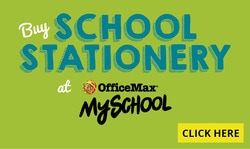 Buy SCHOOL
STATIONERY
at OfficeMax®
MYSCHOOL
CLICK HERE